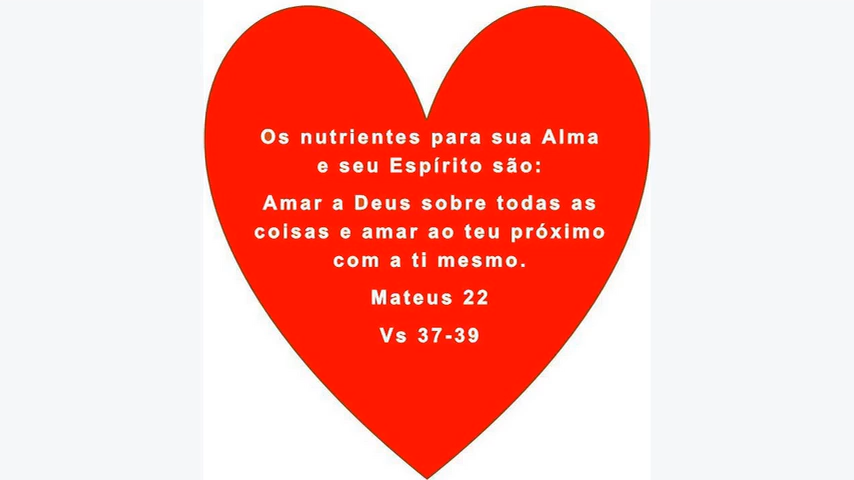 Os nutrientes para sua Alma
e seu Espírito são:
Amar a Deus sobre todas as
coisas e amar ao teu próximo
com a ti mesmo.
Mateus 22
Vs 37-39